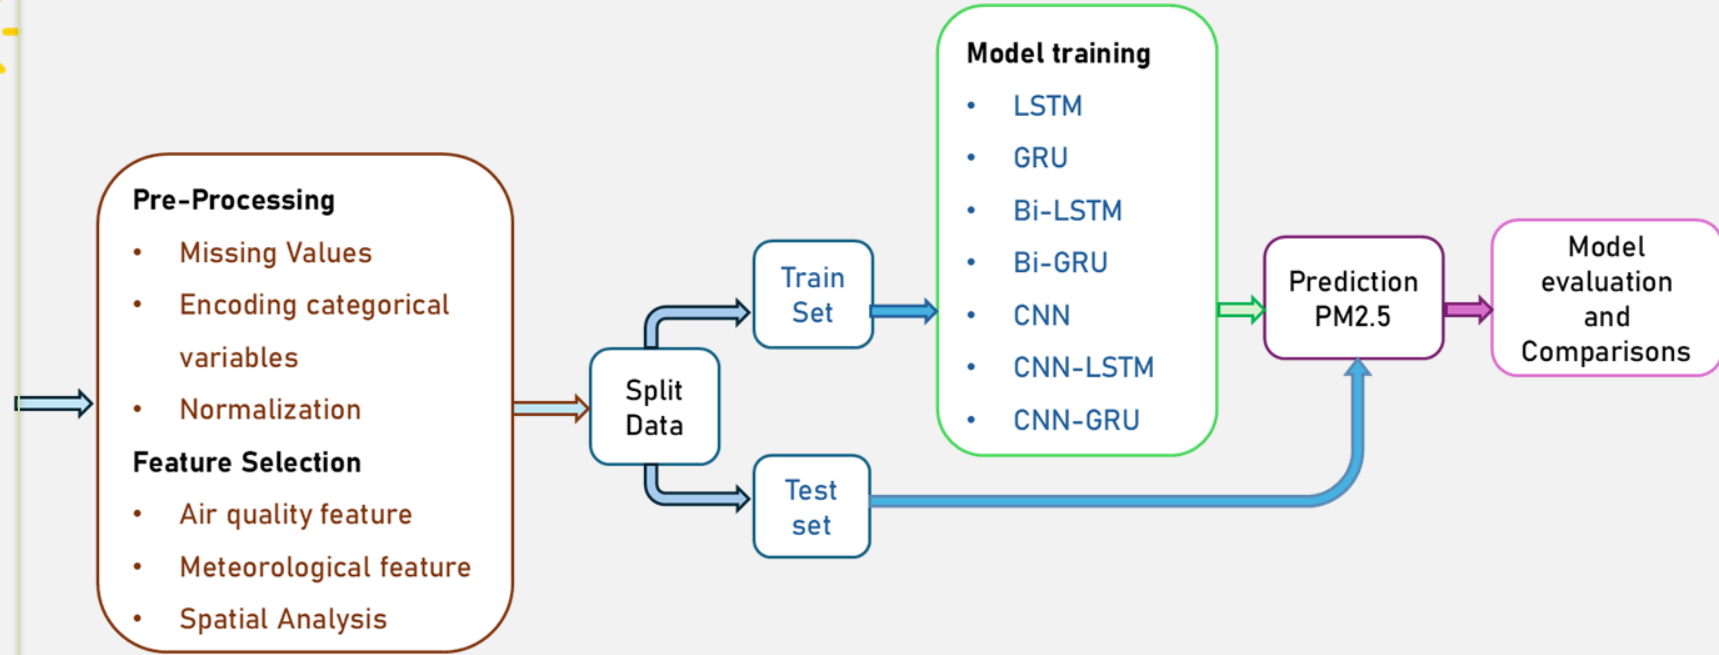 Pre-Processing
• Missing Values
• Encoding categorical
variables
• Normalization
Feature Selection
• Air quality feature
• Meteorological feature
• Spatial Analysis
Split
Data
Train
Set
Test
set
Model training
• LSTM
• GRU
• Bi-LSTM
• Bi-GRU
• CNN
• CNN-LSTM
• CNN-GRU
Prediction
PM2.5
Model
evaluation
and
Comparisons